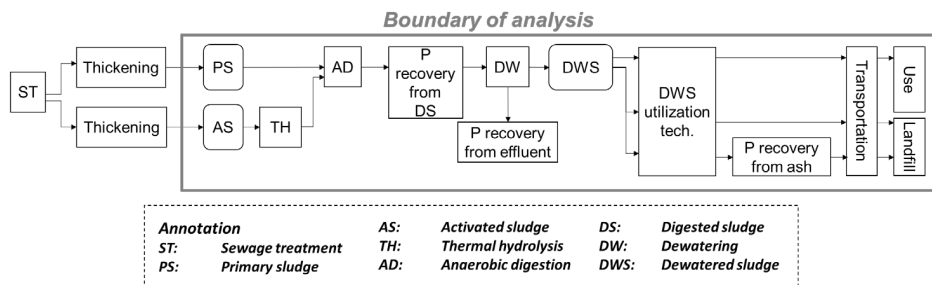 Boundary of analysis
ST
Thickening
Thickening
PS
AS
TH
AD
P
recovery
from
DS
DW
P recovery
from effluent
DWS
DWS
utilization
tech.
P recovery
from ash
Transportation
Use
Landfill
Annotation
ST: Sewage treatment
PS: Primary sludge
AS: Activated sludge
TH: Thermal hydrolysis
AD: Anaerobic digestion
DS: Digested sludge
DW: Dewatering
DWS: Dewatered sludge